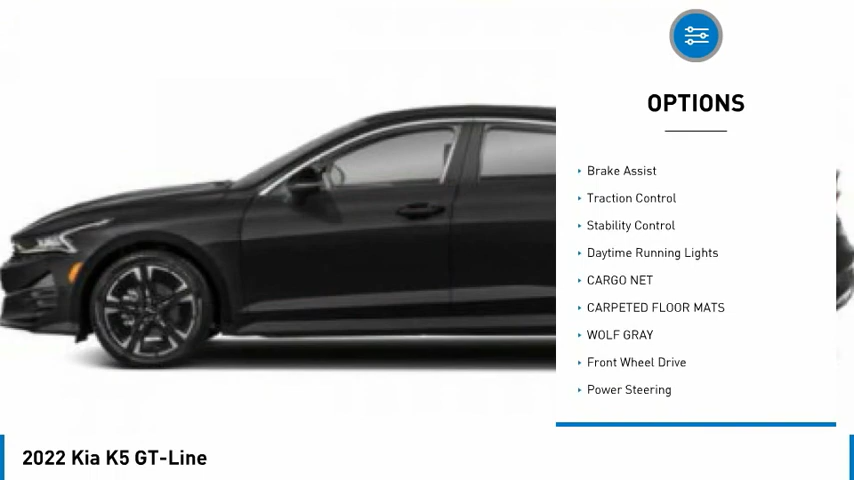 OPTIONS
Brake Assist
Traction Control
Stability Control
Daytime Running Lights
CARGO NET
CARPETED FLOOR MATS
WOLF GRAY
Front Wheel Drive
Power Steering
2022 Kia K5 GT-Line